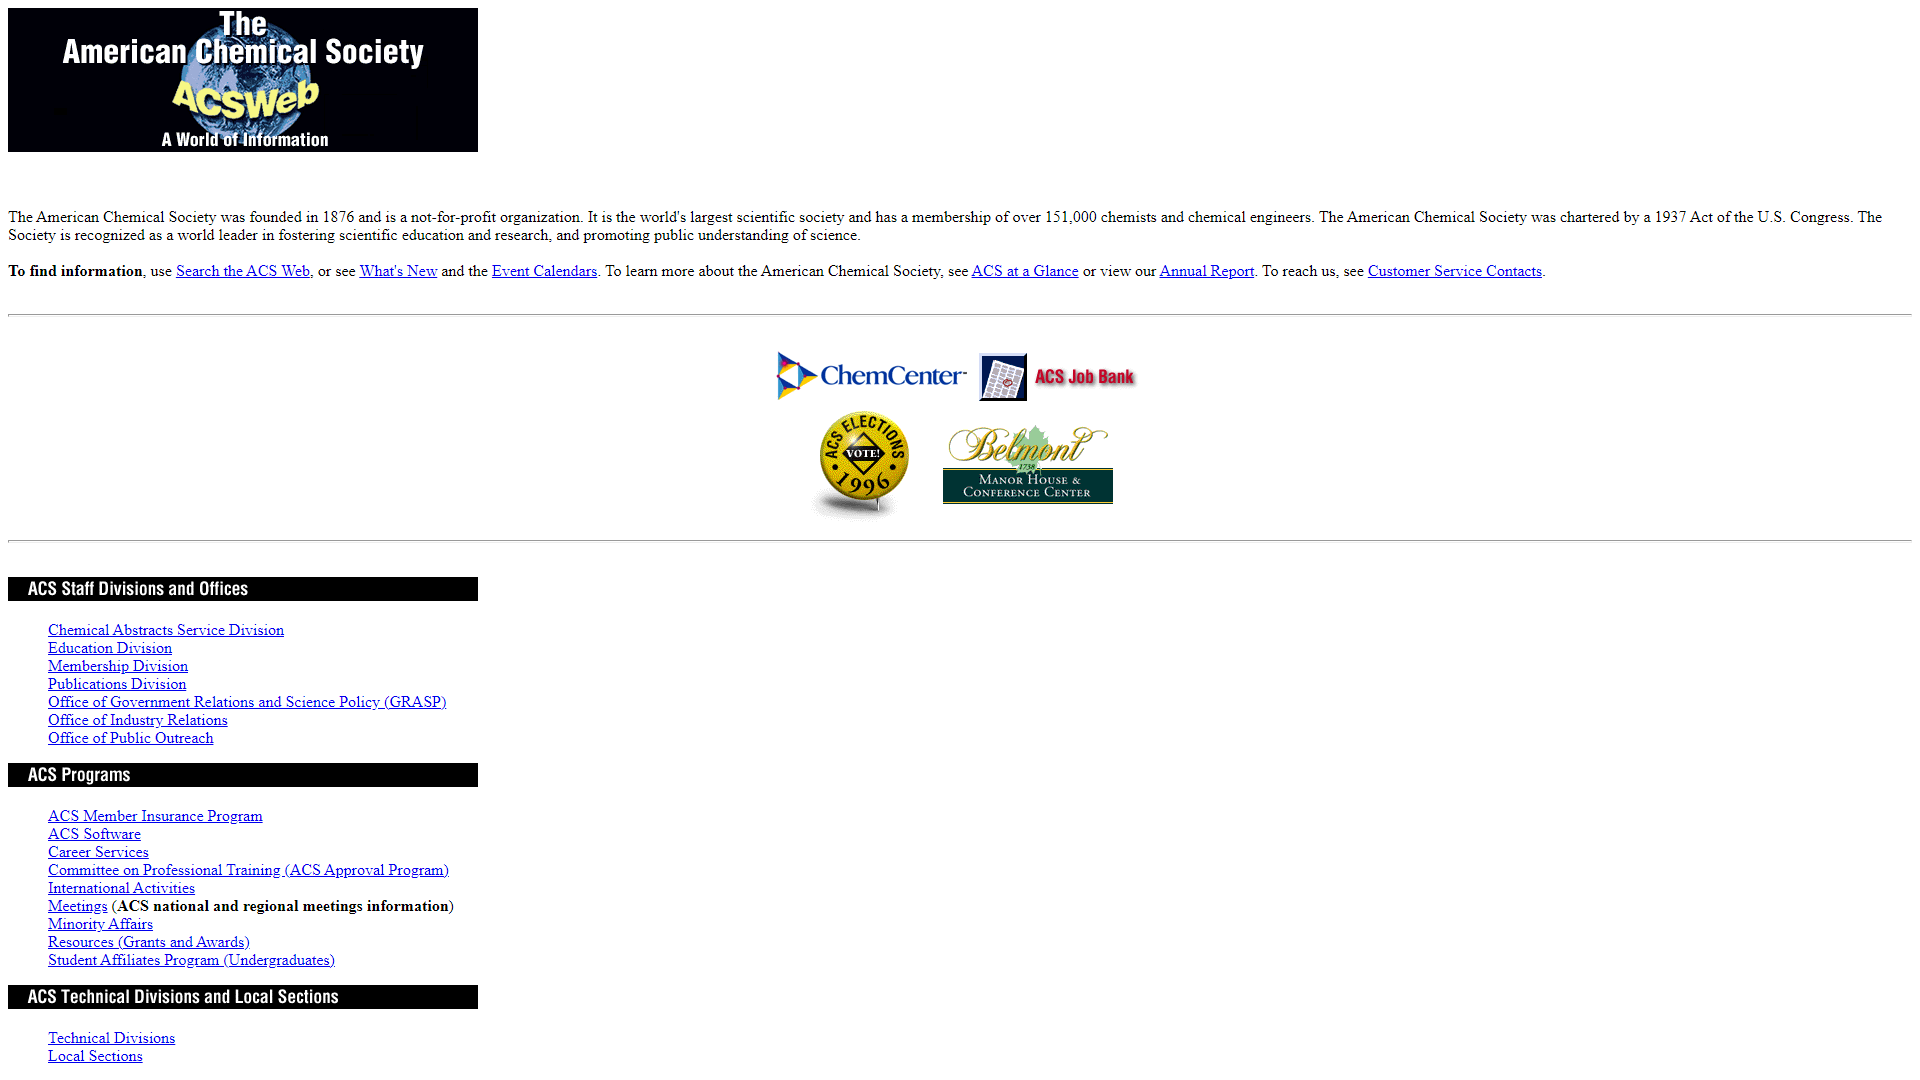 The
American Chemical Society
ACSWeb
A World of Information
The American Chemical Society was founded in 1876 and is a not-for-profit organization. It is the world's largest scientific society and has a membership of over 151,000 chemists and chemical engineers. The American Chemical Society was chartered by a 1937 Act of the U.S. Congress. The
Society is recognized as a world leader in fostering scientific education and research, and promoting public understanding of science.
To find information, use Search the ACS Web, or see What's New and the Event Calendars. To learn more about the American Chemical Society, see ACS at a Glance or view our Annual Report. To reach us, see Customer Service Contacts.
ChemCenter™ ACS Job Bank
ACS ELECTIONS
VOTE!
1996
Belmont
1738
MANOR HOUSE &
CONFERENCE CENTER
ACS Staff Divisions and Offices
Chemical Abstracts Service Division
Education Division
Membership Division
Publications Division
Office of Government Relations and Science Policy (GRASP)
Office of Industry Relations
Office of Public Outreach
ACS Programs
ACS Member Insurance Program
ACS Software
Career Services
Committee on Professional Training (ACS Approval Program)
International Activities
Meetings (ACS national and regional meetings information)
Minority Affairs
Resources (Grants and Awards)
Student Affiliates Program (Undergraduates)
ACS Technical Divisions and Local Sections
Technical Divisions
Local Sections